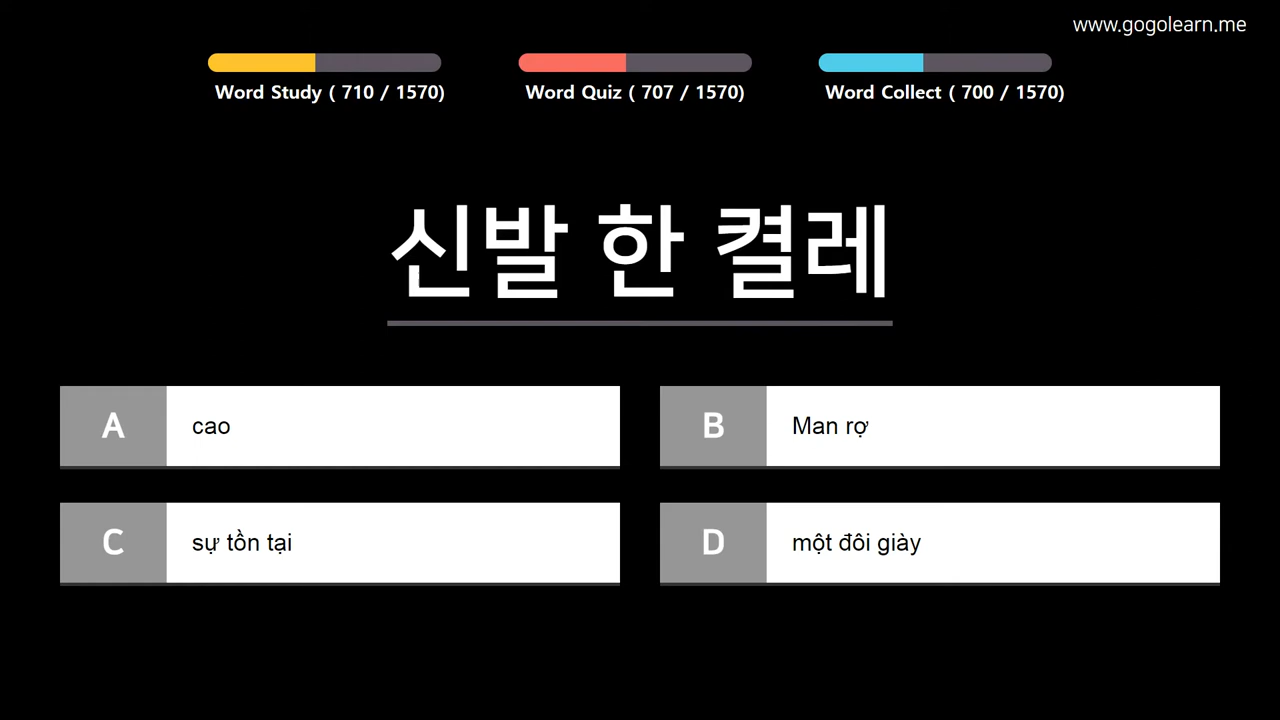 www.gogolearn.me
Word Study ( 710 / 1570)
Word Quiz ( 707 / 1570)
Word Collect ( 700 / 1570)
신발 한 켤레
A
cao
B
Man rợ
C
sự tồn tại
D
một đôi giày